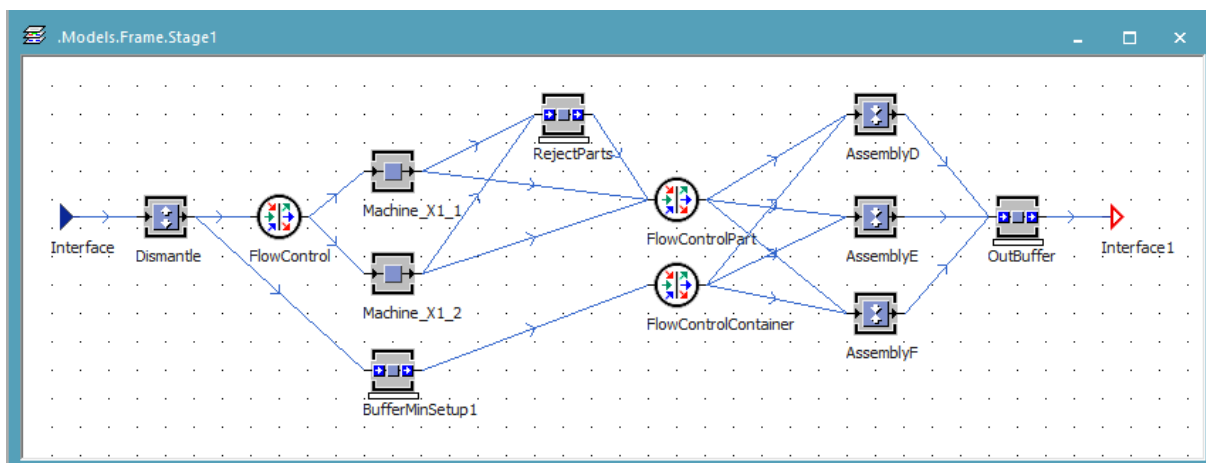 .Models.Frame.Stage1
RejectParts
AssemblyD
Machine_X1_1
Interface
Dismantle
FlowControl
FlowControlPart
AssemblyE
OutBuffer
Interface1
Machine_X1_2
FlowControlContainer
AssemblyF
BufferMinSetup1